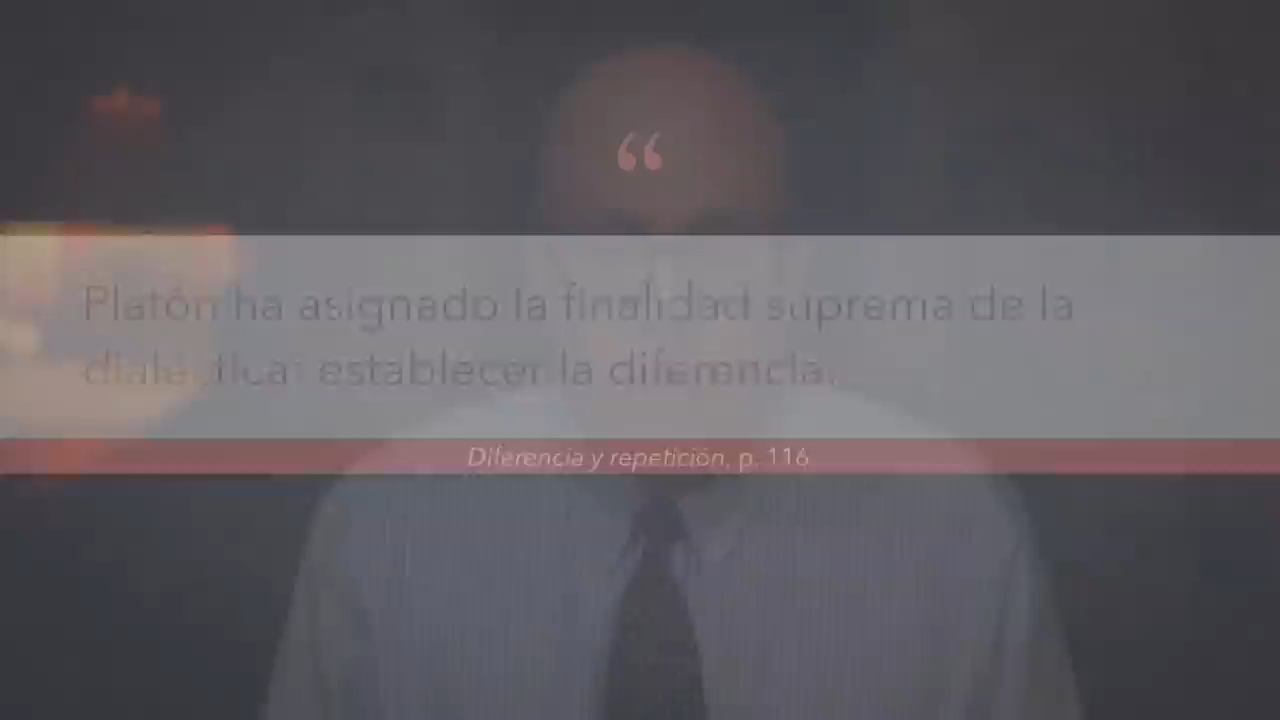 “
Platón ha asignado la finalidad suprema de la
dialéctica: establecer la diferencia.
Diferencia y repetición, p. 116